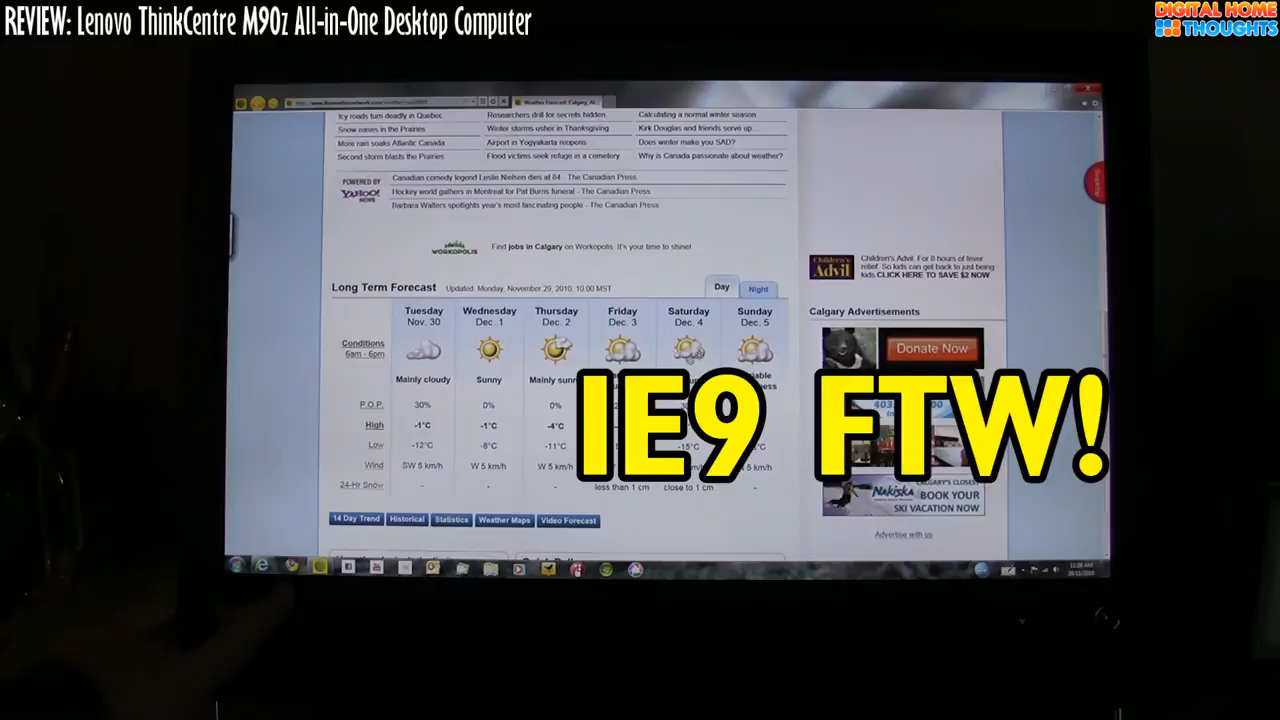 REVIEW: Lenovo ThinkCentre M90z All-in-One Desktop Computer
DIGITAL HOME
THOUGHTS
Weather Forecast: Calgary, AL
Icy roads turn deadly in Quebec
Researchers drill for secrets hidden
Calculating a normal winter season
Snow eases in the Prairies
Winter storms usher in Thanksgiving
Kirk Douglas and friends serve up...
More rain soaks Atlantic Canada
Airport in Yogyakarta reopens
Does winter make you SAD?
Second storm blasts the Prairies
Flood victims seek refuge in a cemetery
Why is Canada passionate about weather?
POWERED BY
YAHOO!
NEWS
Canadian comedy legend Leslie Nielsen dies at 84 - The Canadian Press
Hockey world gathers in Montreal for Pat Burns funeral - The Canadian Press
Barbara Walters spotlights year's most fascinating people - The Canadian Press
WORKOPOLIS
Find jobs in Calgary on Workopolis. It's your time to shine!
Children's
Advil
Children's Advil. For 8 hours of fever
relief. So kids can get back to just being
kids CLICK HERE TO SAVE $2 NOW
Long Term Forecast Updated: Monday, November 29, 2010, 10:00 MST
Day
Night
Calgary Advertisements
Tuesday Wednesday Thursday Friday Saturday Sunday
Nov. 30 Dec. 1 Dec. 2 Dec. 3 Dec. 4 Dec. 5
Conditions
6am - 6pm
Donate Now
Mainly cloudy Sunny Mainly
P.O.P. 30% 0% 0%
High -1°C -1°C -4°C
Low -12°C -8°C -11°C -15°C
Wind SW 5 km/h W 5 km/h W 5 km/h
24-Hr Snow - - - less than 1 cm close to 1 cm -
IE9 FTW!
CALGARY'S CLOSEST
NAKISKA
BOOK YOUR
SKI VACATION NOW
14 Day Trend Historical Statistics Weather Maps Video Forecast
Advertise with us
11:28 AM